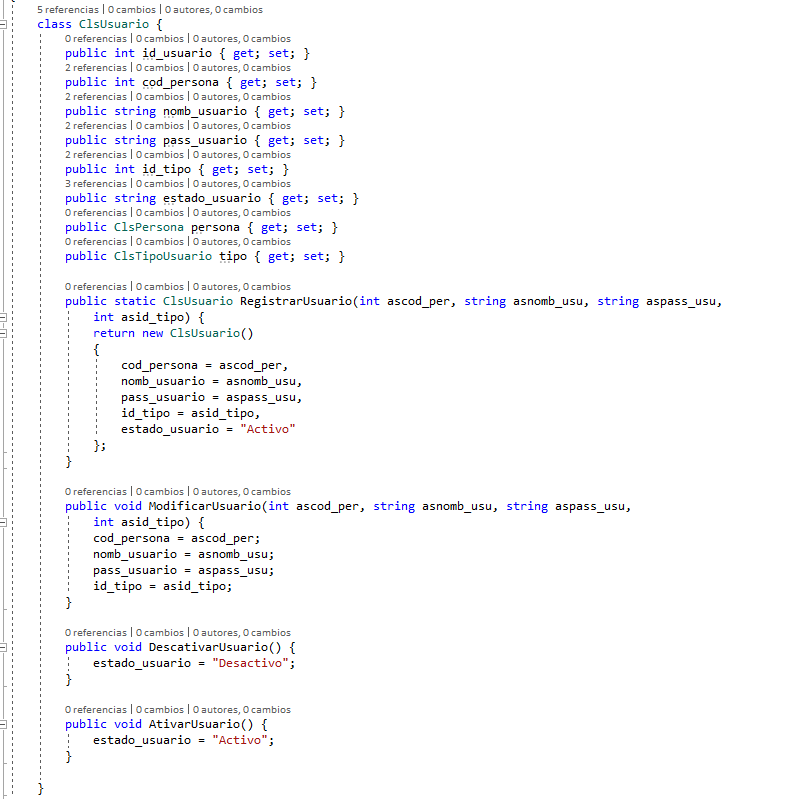 5 referencias | 0 cambios | 0 autores, 0 cambios
class ClsUsuario {
0 referencias | 0 cambios | 0 autores, 0 cambios
public int id_usuario { get; set; }
2 referencias | 0 cambios | 0 autores, 0 cambios
public int cod_persona { get; set; }
2 referencias | 0 cambios | 0 autores, 0 cambios
public string nomb_usuario { get; set; }
2 referencias | 0 cambios | 0 autores, 0 cambios
public string pass_usuario { get; set; }
2 referencias | 0 cambios | 0 autores, 0 cambios
public int id_tipo { get; set; }
3 referencias | 0 cambios | 0 autores, 0 cambios
public string estado_usuario { get; set; }
0 referencias | 0 cambios | 0 autores, 0 cambios
public ClsPersona persona { get; set; }
0 referencias | 0 cambios | 0 autores, 0 cambios
public ClsTipoUsuario tipo { get; set; }
0 referencias | 0 cambios | 0 autores, 0 cambios
public static ClsUsuario RegistrarUsuario(int ascod_per, string asnomb_usu, string aspass_usu,
int asid_tipo) {
return new ClsUsuario()
{
cod_persona = ascod_per,
nomb_usuario = asnomb_usu,
pass_usuario = aspass_usu,
id_tipo = asid_tipo,
estado_usuario = "Activo"
};
}
0 referencias | 0 cambios | 0 autores, 0 cambios
public void ModificarUsuario(int ascod_per, string asnomb_usu, string aspass_usu,
int asid_tipo) {
cod_persona = ascod_per;
nomb_usuario = asnomb_usu;
pass_usuario = aspass_usu;
id_tipo = asid_tipo;
}
0 referencias | 0 cambios | 0 autores, 0 cambios
public void DescativarUsuario() {
estado_usuario = "Desactivo";
}
0 referencias | 0 cambios | 0 autores, 0 cambios
public void AtivarUsuario() {
estado_usuario = "Activo";
}
}